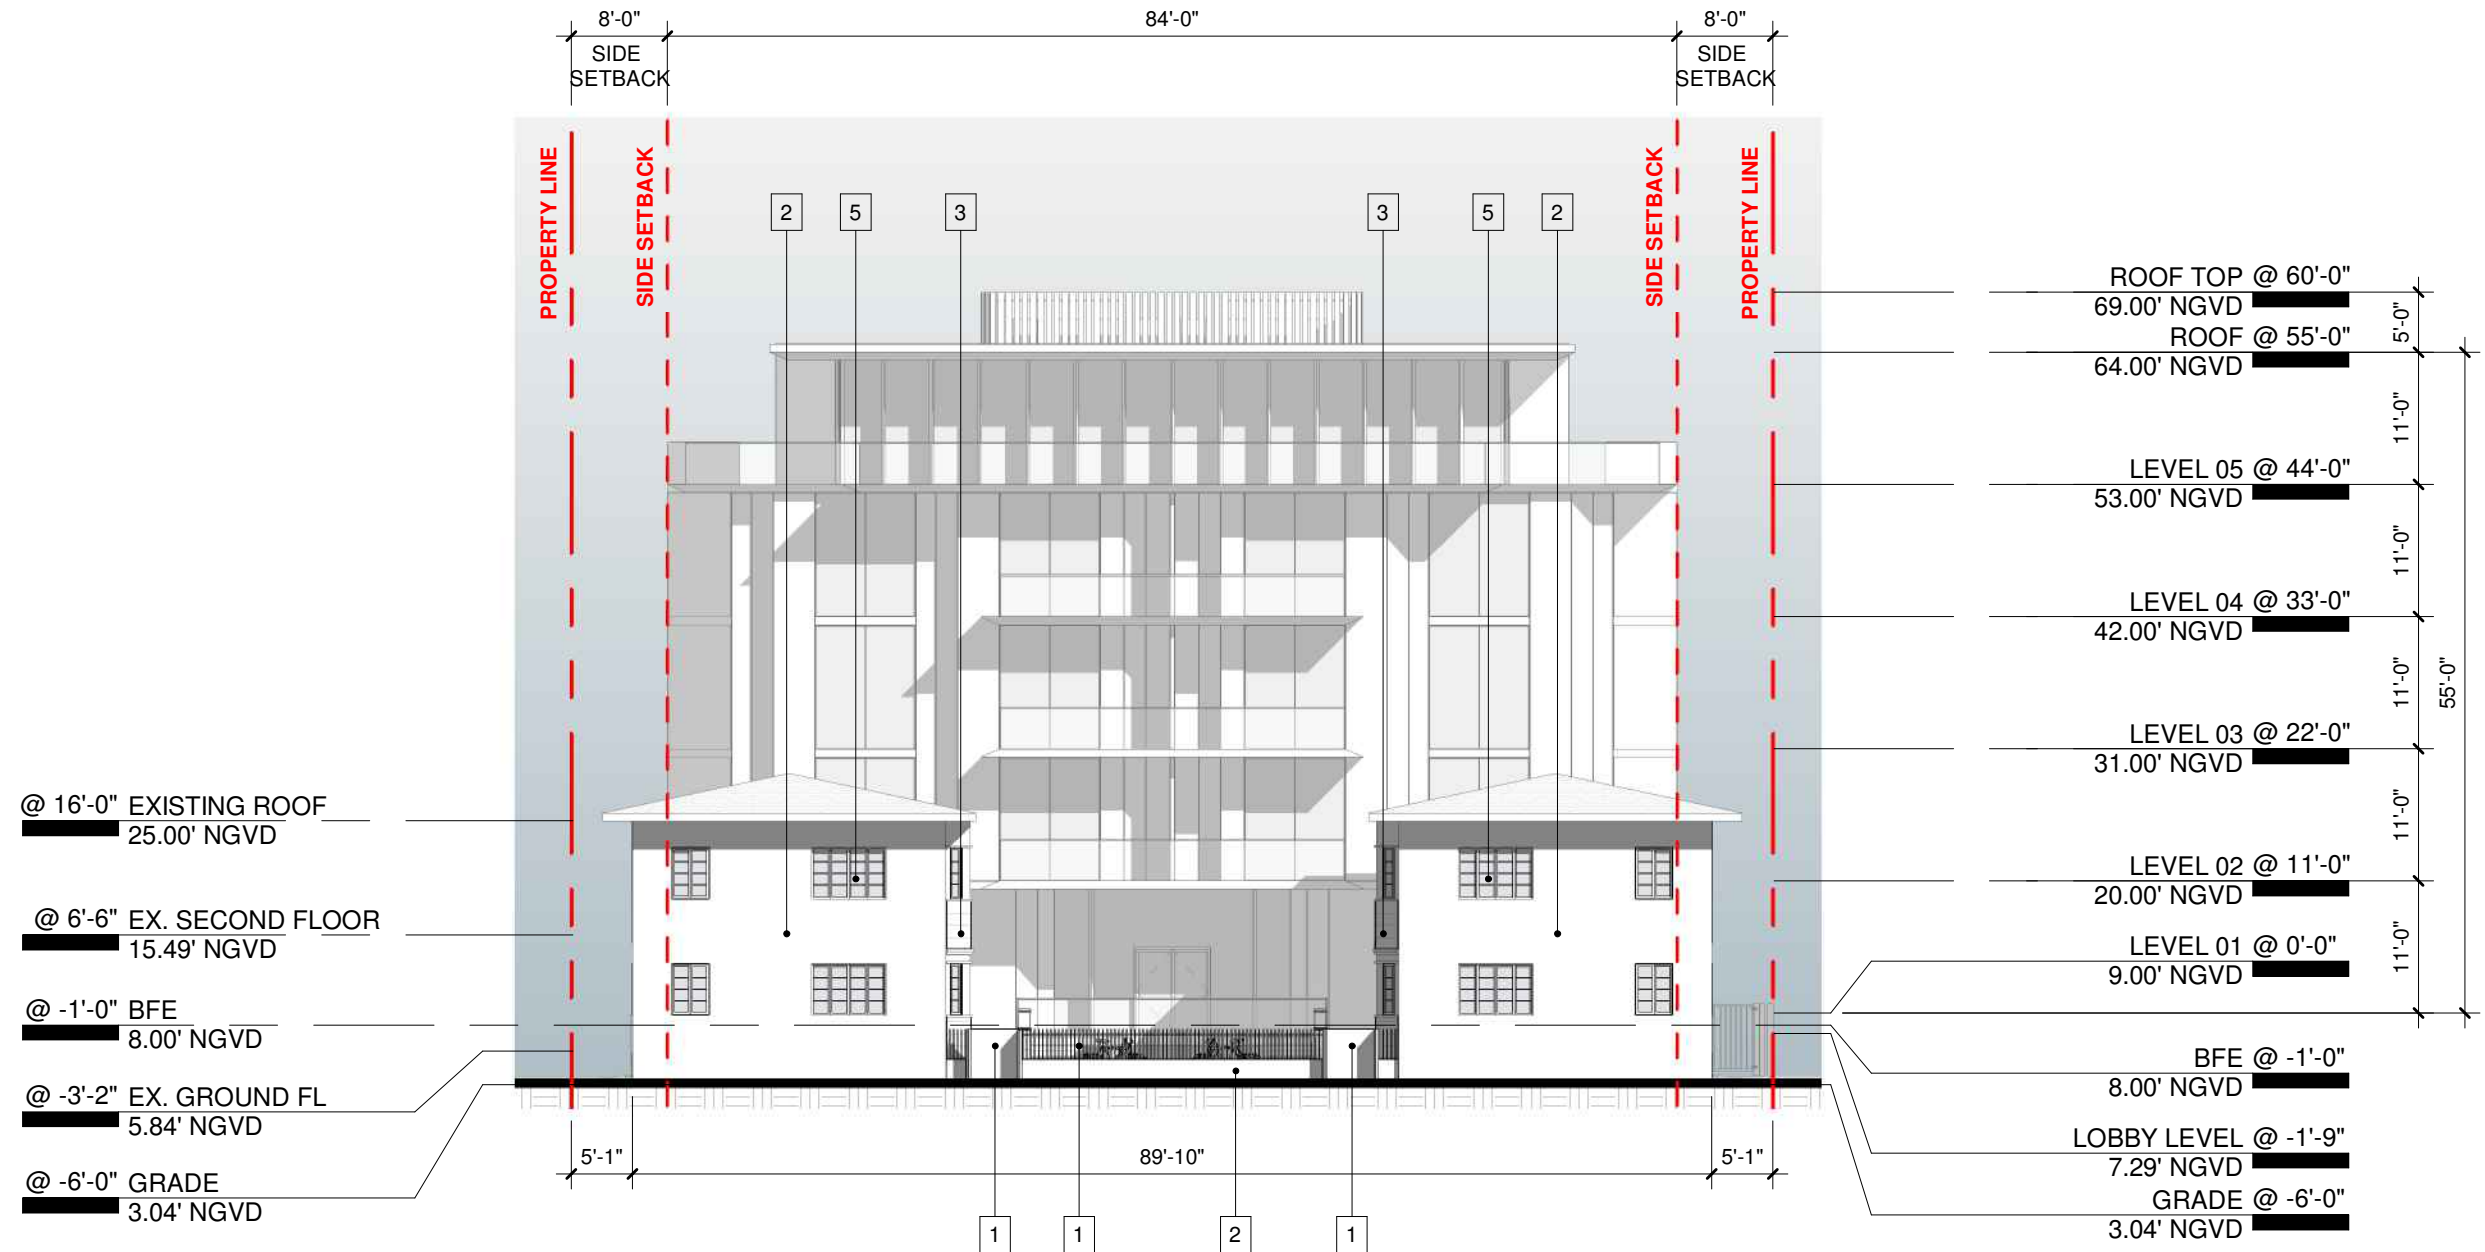 8'-0" 84'-0" 8'-0"
SIDE
SETBACK
SIDE
SETBACK
PROPERTY LINE
SIDE SETBACK
SIDE SETBACK
PROPERTY LINE
2 5 3 3 5 2
ROOF TOP @ 60'-0"
69.00' NGVD
5'-0"
ROOF @ 55'-0"
64.00' NGVD
11'-0"
LEVEL 05 @ 44'-0"
53.00' NGVD
11'-0"
LEVEL 04 @ 33'-0"
42.00' NGVD
11'-0"
55'-0"
LEVEL 03 @ 22'-0"
31.00' NGVD
11'-0"
LEVEL 02 @ 11'-0"
20.00' NGVD
11'-0"
LEVEL 01 @ 0'-0"
9.00' NGVD
BFE @ -1'-0"
8.00' NGVD
LOBBY LEVEL @ -1'-9"
7.29' NGVD
GRADE @ -6'-0"
3.04' NGVD
@ 16'-0" EXISTING ROOF
25.00' NGVD
@ 6'-6" EX. SECOND FLOOR
15.49' NGVD
@ -1'-0" BFE
8.00' NGVD
@ -3'-2" EX. GROUND FL
5.84' NGVD
@ -6'-0" GRADE
3.04' NGVD
5'-1" 89'-10" 5'-1"
1 1 2 1